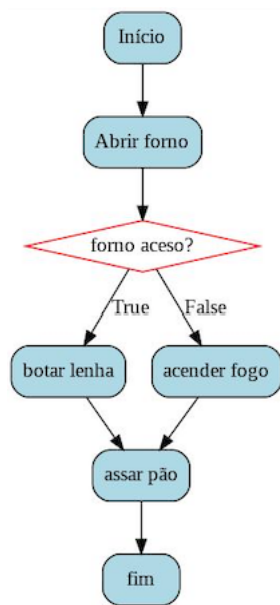 Início
Abrir forno
forno aceso?
True
False
botar lenha
acender fogo
assar pão
fim